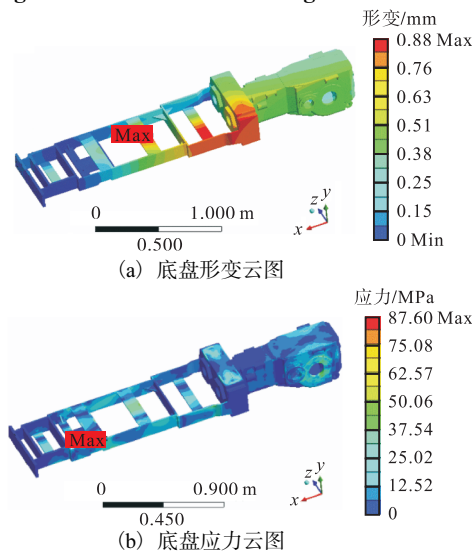 形变/mm
0.88 Max
0.76
0.63
0.51
0.38
0.25
0.15
0 Min
Max
0 1.000 m
0.500
z y
x
(a) 底盘形变云图
应力/MPa
87.60 Max
75.08
62.57
50.06
37.54
25.02
12.52
0
Max
0 0.900 m
0.450
z y
x
(b) 底盘应力云图